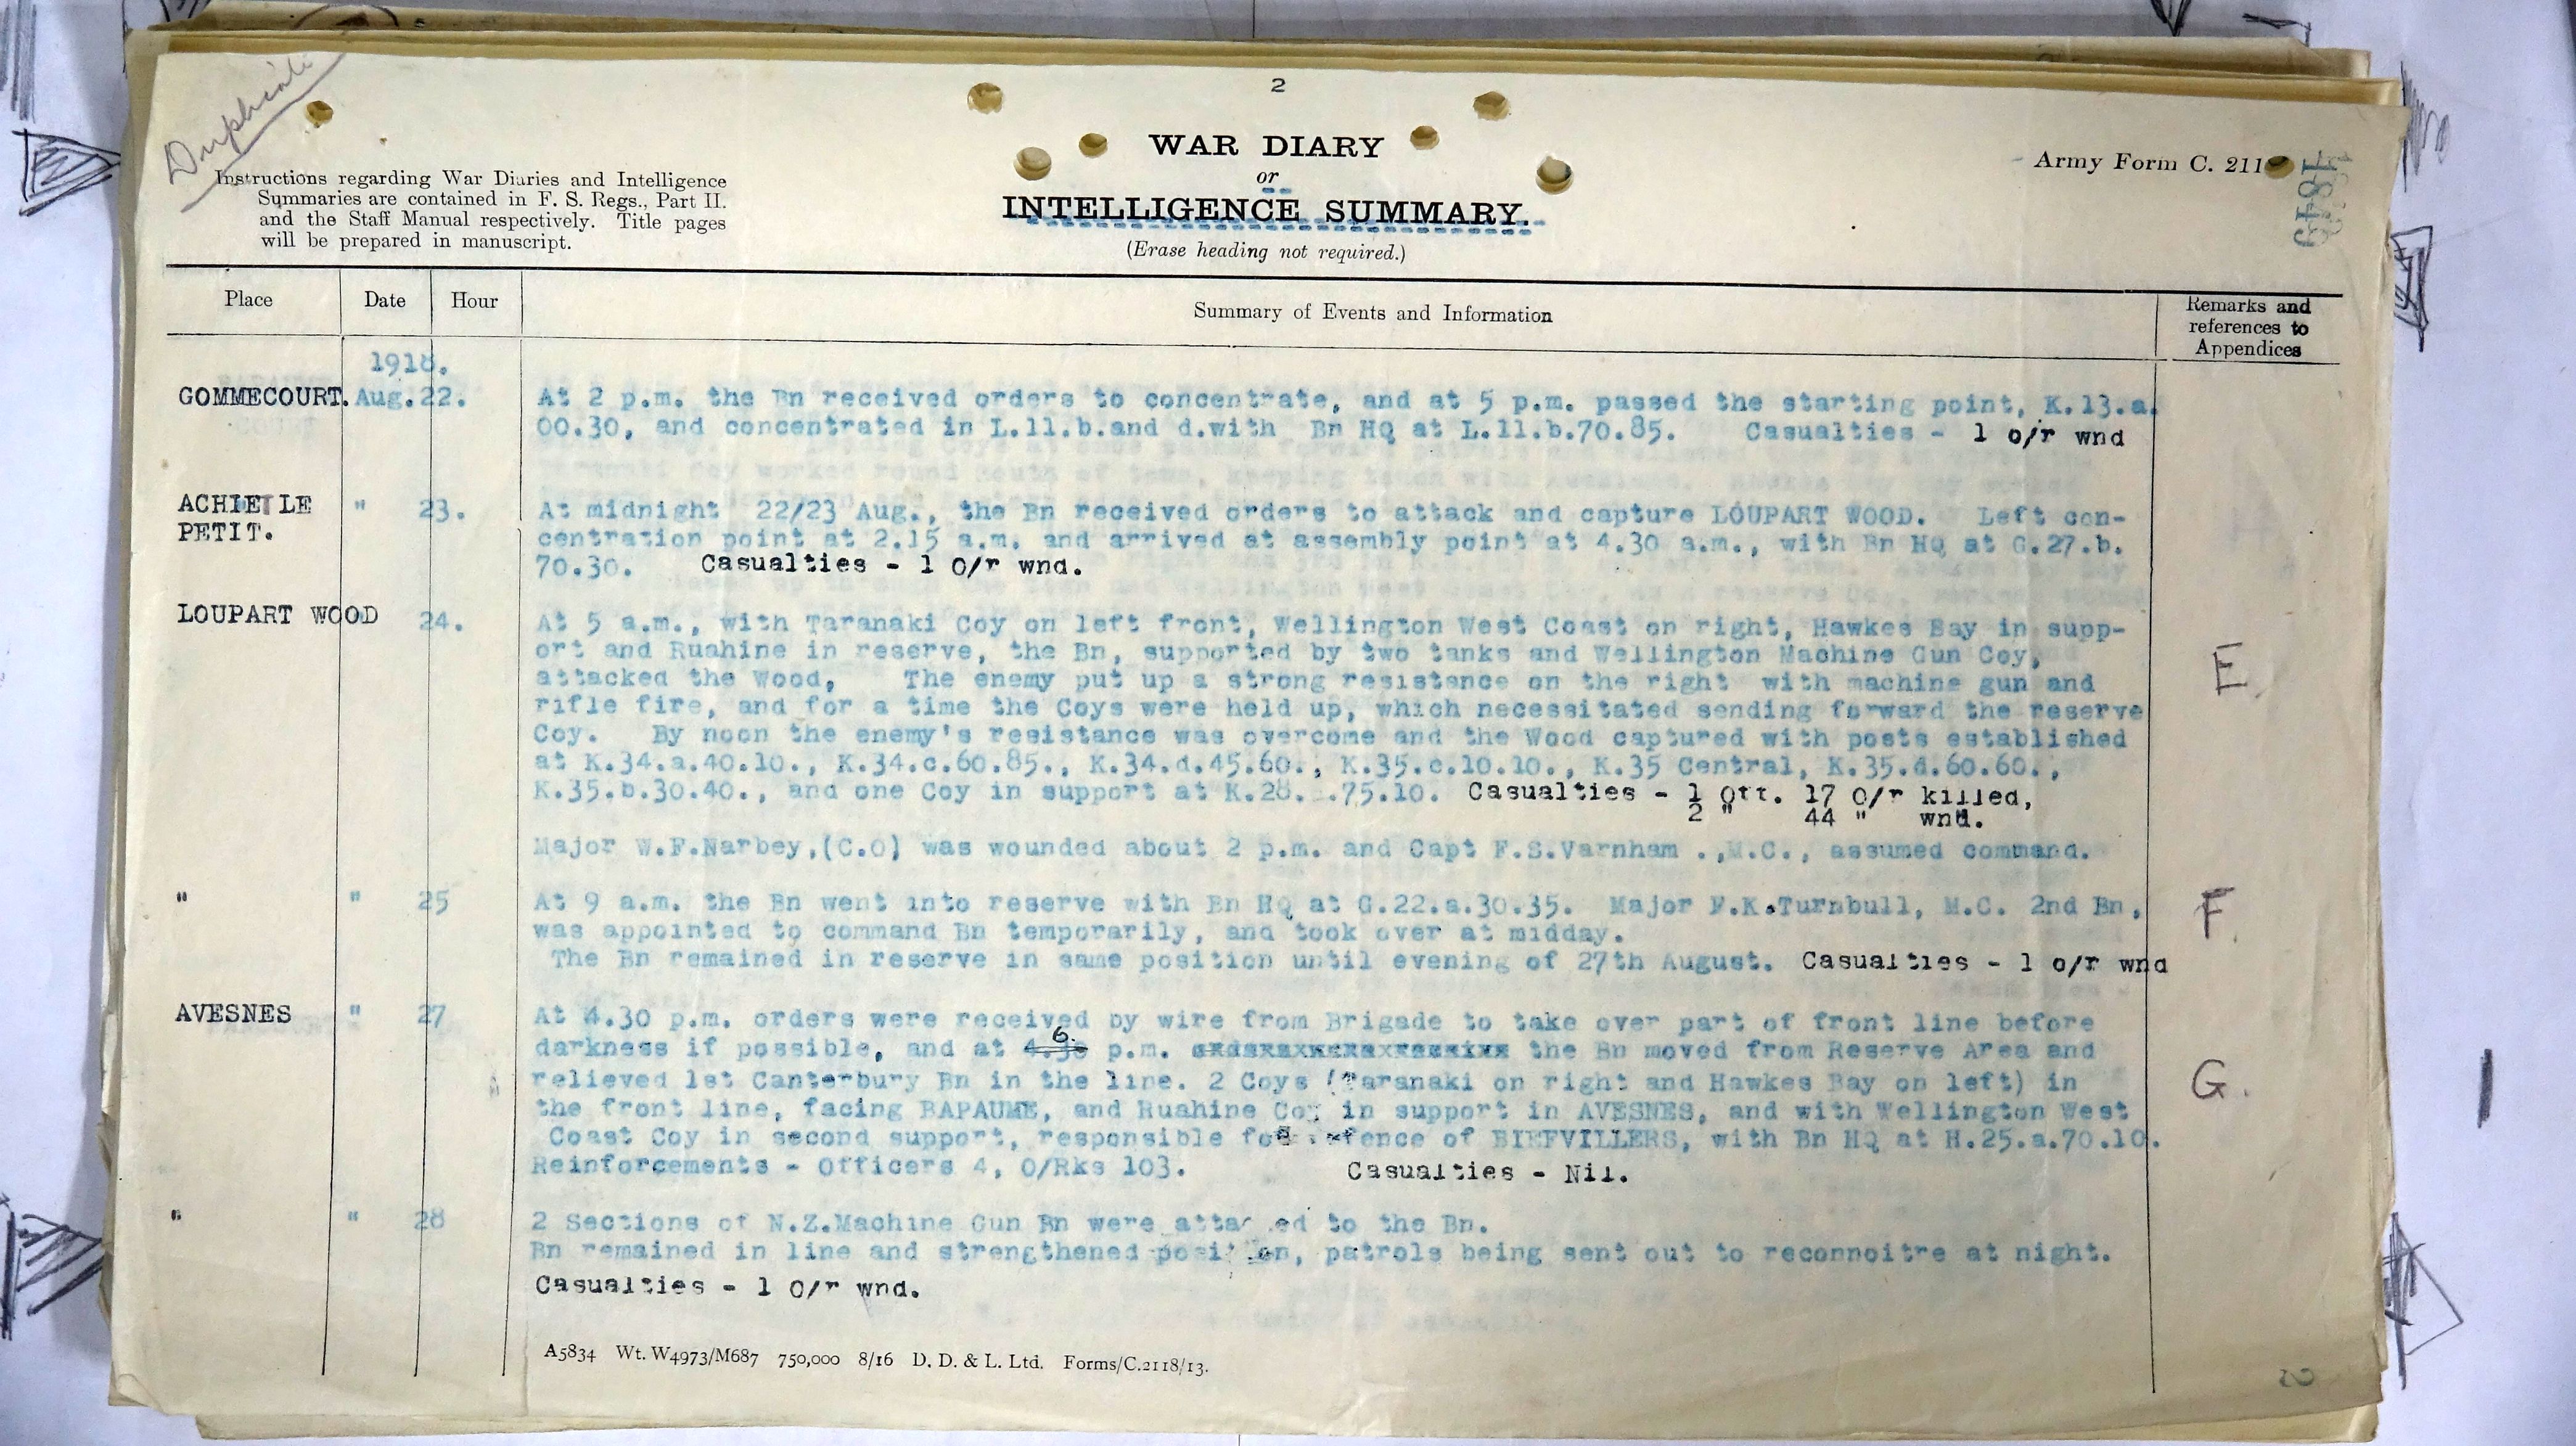 Duplicate
2
WAR DIARY
or
INTELLIGENCE SUMMARY.
(Erase heading not required.)
Instructions regarding War Diaries and Intelligence
Summaries are contained in F. S. Regs., Part II.
and the Staff Manual respectively. Title pages
will be prepared in manuscript.
Army Form C. 211
Place
Date
Hour
Summary of Events and Information
Remarks and
references to
Appendices
1918.
GOMMECOURT. Aug. 22. At 2 p.m. the Bn received orders to concentrate, and at 5 p.m. passed the starting point, K.13.a.
00.30, and concentrated in L.11.b.and d.with Bn HQ at L.11.b.70.85. Casualties - 1 o/r wnd
ACHIET LE " 23. At midnight 22/23 Aug., the Bn received orders to attack and capture LOUPART WOOD. Left con-
PETIT. centration point at 2.15 a.m. and arrived at assembly point at 4.30 a.m., with Bn HQ at G.27.b.
70.30. Casualties - 1 O/r wnd.
LOUPART WOOD 24. At 5 a.m., with Taranaki Coy on left front, Wellington West Coast on right, Hawkes Bay in supp-
ort and Ruahine in reserve, the Bn, supported by two tanks and Wellington Machine Gun Coy,
attacked the Wood, The enemy put up a strong resistance on the right with machine gun and
rifle fire, and for a time the Coys were held up, which necessitated sending forward the reserve
Coy. By noon the enemy's resistance was overcome and the Wood captured with posts established
at K.34.a.40.10., K.34.c.60.85., K.34.d.45.60., K.35.c.10.10., K.35 Central, K.35.d.60.60.,
K.35.b.30.40., and one Coy in support at K.28. .75.10. Casualties - 1 Off. 17 O/r killed,
2 " 44 " wnd.
E.
Major W.F.Narbey,(C.O) was wounded about 2 p.m. and Capt F.S.Varnham .,M.C., assumed command.
" " 25 At 9 a.m. the Bn went into reserve with Bn HQ at G.22.a.30.35. Major F.K.Turnbull, M.C. 2nd Bn,
was appointed to command Bn temporarily, and took over at midday.
The Bn remained in reserve in same position until evening of 27th August. Casualties - 1 o/r wnd
F.
AVESNES " 27 At 4.30 p.m. orders were received by wire from Brigade to take over part of front line before
darkness if possible, and at 6. p.m. the Bn moved from Reserve Area and
relieved 1st Canterbury Bn in the line. 2 Coys (Taranaki on right and Hawkes Bay on left) in
the front line, facing BAPAUME, and Ruahine Coy in support in AVESNES, and with Wellington West
Coast Coy in second support, responsible for defence of BIEFVILLERS, with Bn HQ at H.25.a.70.10.
Reinforcements - Officers 4, O/Rks 103. Casualties - Nil.
G.
" " 28 2 Sections of N.Z.Machine Gun Bn were attac ed to the Bn.
Bn remained in line and strengthened position, patrols being sent out to reconnoitre at night.
Casualties - 1 O/r wnd.
A5834 Wt. W4973/M687 750,000 8/16 D. D. & L. Ltd. Forms/C.2118/13.